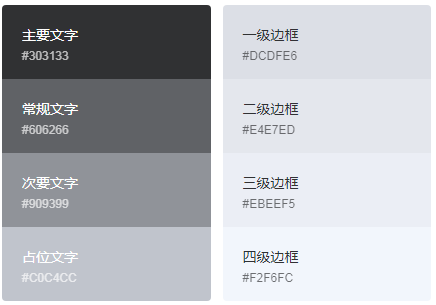 主要文字
#303133
常规文字
#606266
次要文字
#909399
占位文字
#C0C4CC
一级边框
#DCDFE6
二级边框
#E4E7ED
三级边框
#EBEEF5
四级边框
#F2F6FC